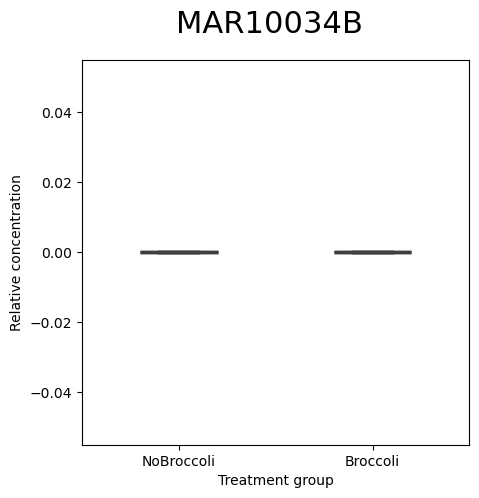 MAR10034B
0.04
0.02
0.00
−0.02
−0.04
Relative concentration
NoBroccoli
Broccoli
Treatment group